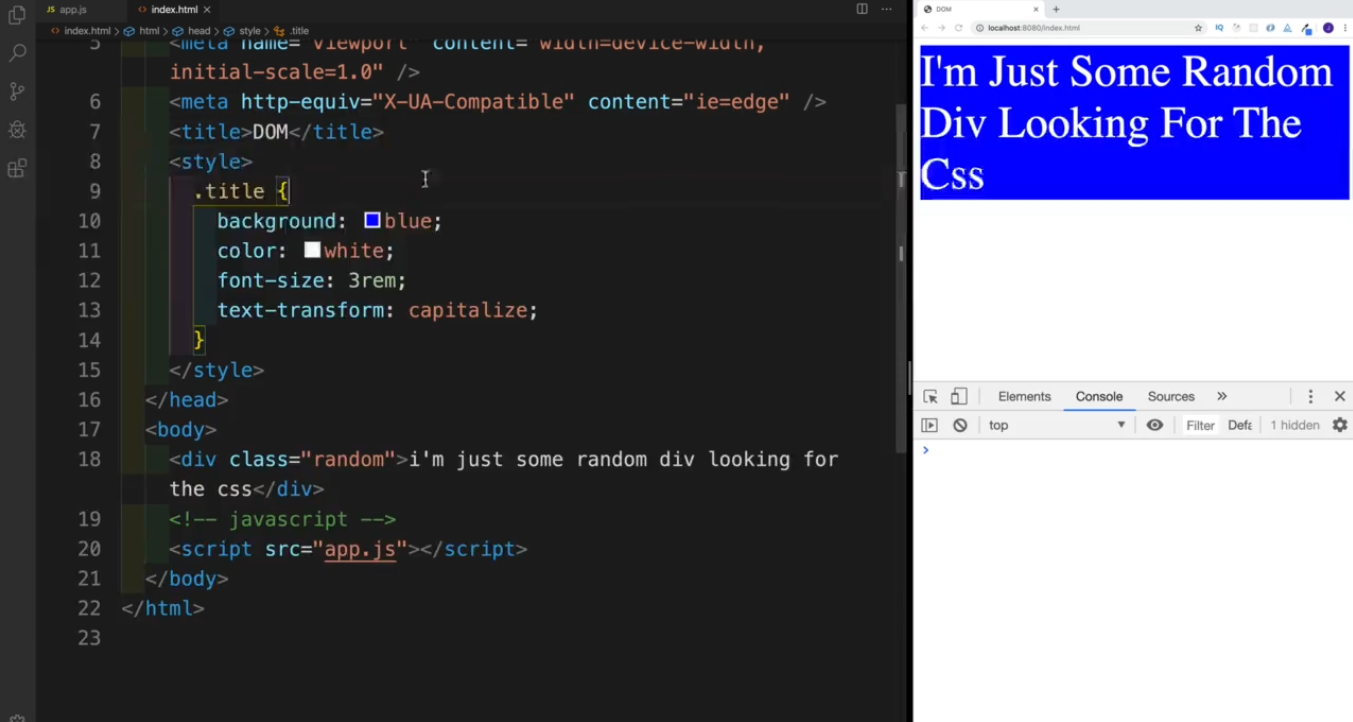 app.js
index.html
index.html > html > head > style > .title
5 <meta name="viewport" content="width=device-width,
initial-scale=1.0" />
6 <meta http-equiv="X-UA-Compatible" content="ie=edge" />
7 <title>DOM</title>
8 <style>
9 .title {
10 background: blue;
11 color: white;
12 font-size: 3rem;
13 text-transform: capitalize;
14 }
15 </style>
16 </head>
17 <body>
18 <div class="random">i'm just some random div looking for
the css</div>
19 <!-- javascript -->
20 <script src="app.js"></script>
21 </body>
22 </html>
23
DOM
localhost:8080/index.html
I'm Just Some Random
Div Looking For The
Css
Elements Console Sources »
top Filter Defa 1 hidden